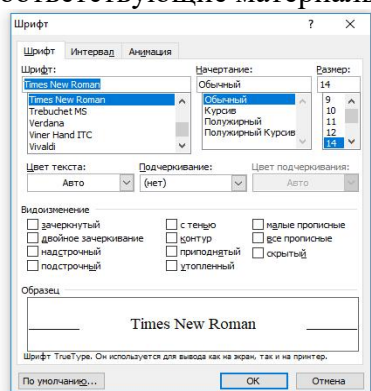 оответствующие материалы
Шрифт ? ×
Шрифт Интервал Анимация
Шрифт: Начертание: Размер:
Times New Roman Обычный 14
Times New Roman Обычный 9
Trebuchet MS Курсив 10
Verdana Полужирный 11
Viner Hand ITC Полужирный Курсив 12
Vivaldi 14
Цвет текста: Подчеркивание: Цвет подчеркивания:
Авто (нет) Авто
Видоизменение
зачеркнутый с тенью малые прописные
двойное зачеркивание контур все прописные
надстрочный приподнятый скрытый
подстрочный утопленный
Образец
Times New Roman
Шрифт TrueType. Он используется для вывода как на экран, так и на принтер.
По умолчанию... ОК Отмена